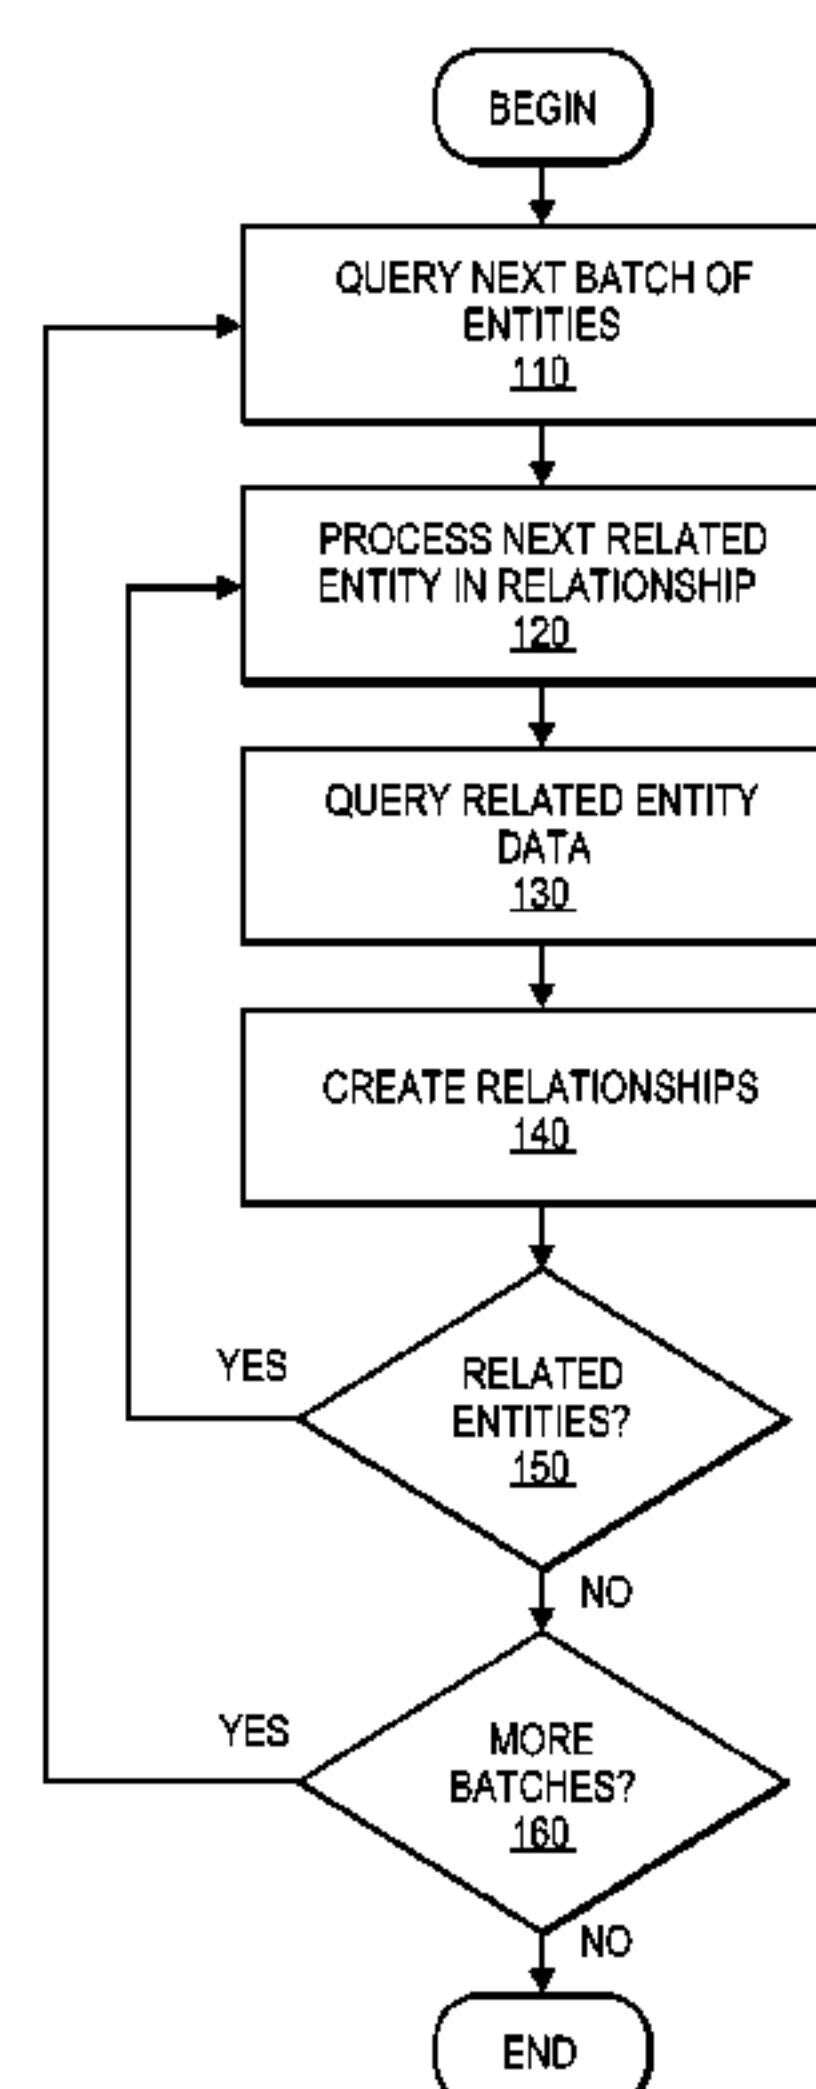 BEGIN
QUERY NEXT BATCH OF
ENTITIES
110
PROCESS NEXT RELATED
ENTITY IN RELATIONSHIP
120
QUERY RELATED ENTITY
DATA
130
CREATE RELATIONSHIPS
140
YES
RELATED
ENTITIES?
150
NO
YES
MORE
BATCHES?
160
NO
END